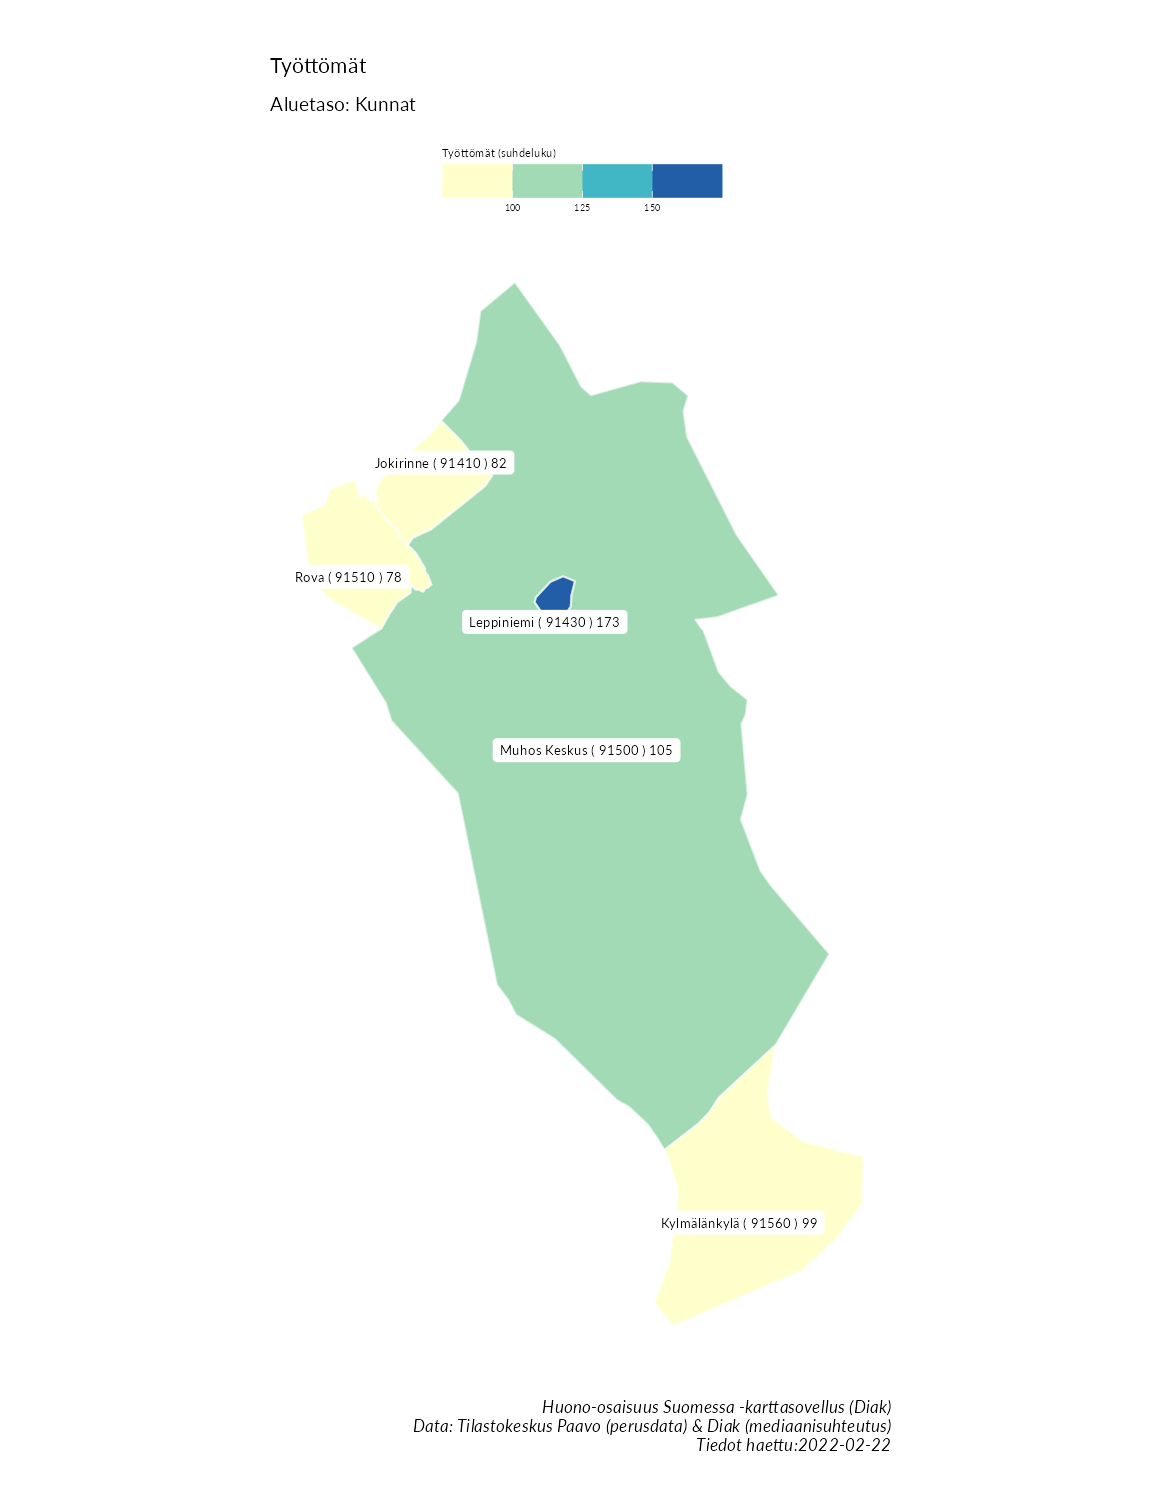 Työttömät
Aluetaso: Kunnat
Työttömät (suhdeluku)
100 125 150
Jokirinne ( 91410 ) 82
Rova ( 91510 ) 78
Leppiniemi ( 91430 ) 173
Muhos Keskus ( 91500 ) 105
Kylmälänkylä ( 91560 ) 99
Huono-osaisuus Suomessa -karttasovellus (Diak)
Data: Tilastokeskus Paavo (perusdata) & Diak (mediaanisuhteutus)
Tiedot haettu:2022-02-22